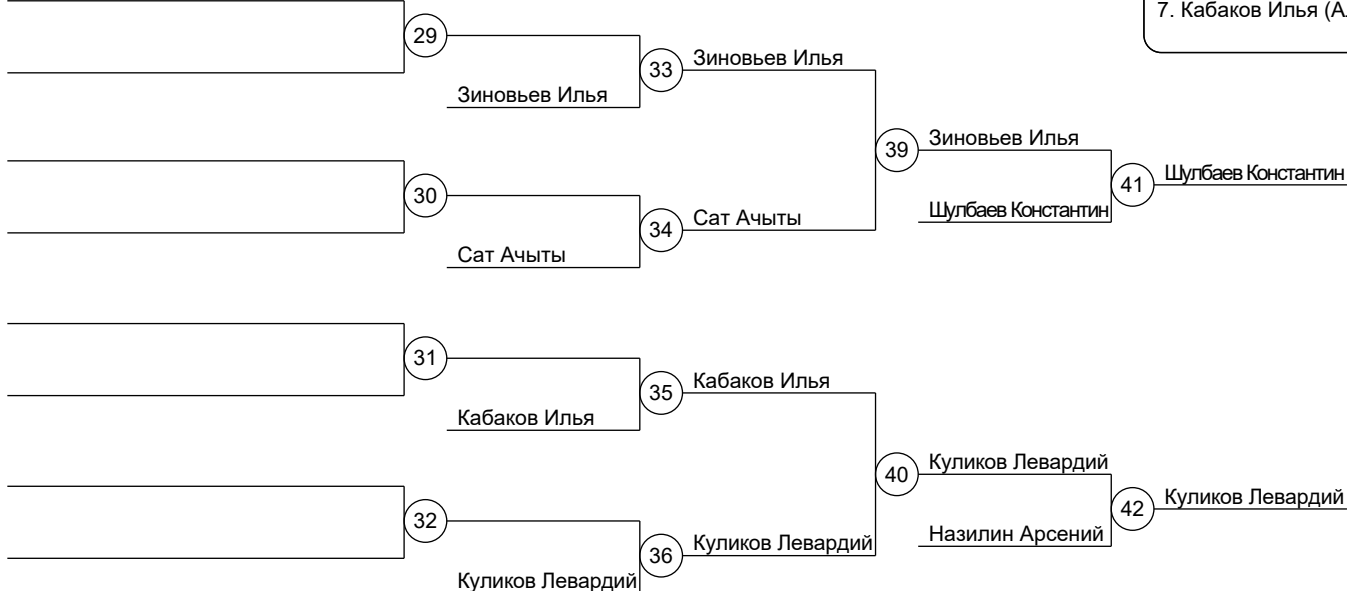 7. Кабаков Илья (А
29
33
Зиновьев Илья
Зиновьев Илья
39
Зиновьев Илья
41
Шулбаев Константин
30
34
Сат Ачыты
Шулбаев Константин
Сат Ачыты
31
35
Кабаков Илья
Кабаков Илья
40
Куликов Левардий
42
Куликов Левардий
32
36
Куликов Левардий
Назилин Арсений
Куликов Левардий